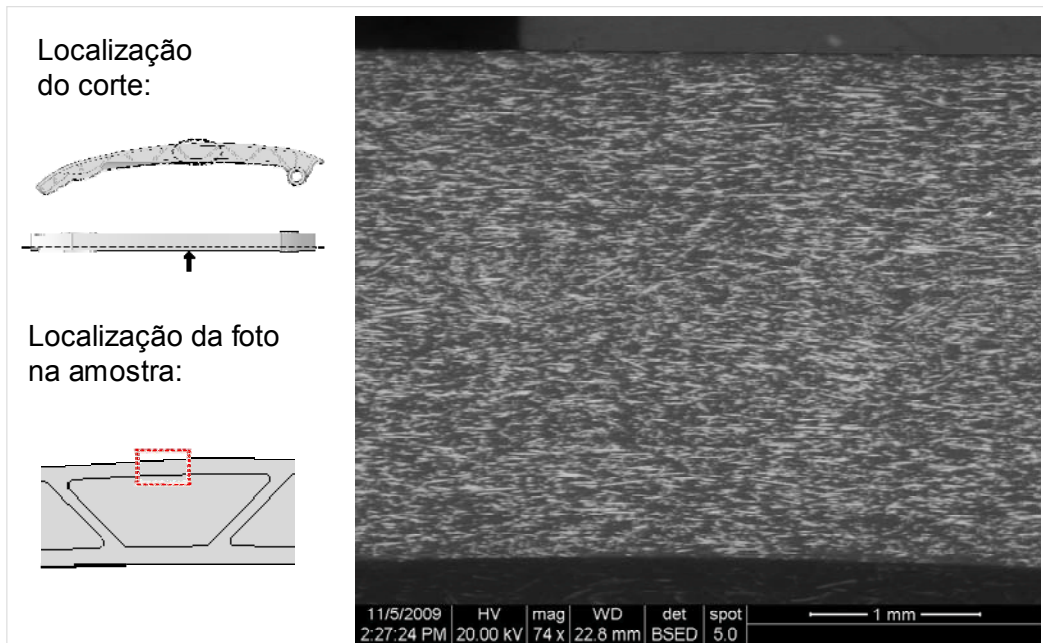 Localização
do corte:
Localização da foto
na amostra:
11/5/2009 HV mag WD det spot
2:27:24 PM 20.00 kV 74 x 22.8 mm BSED 5.0 1 mm